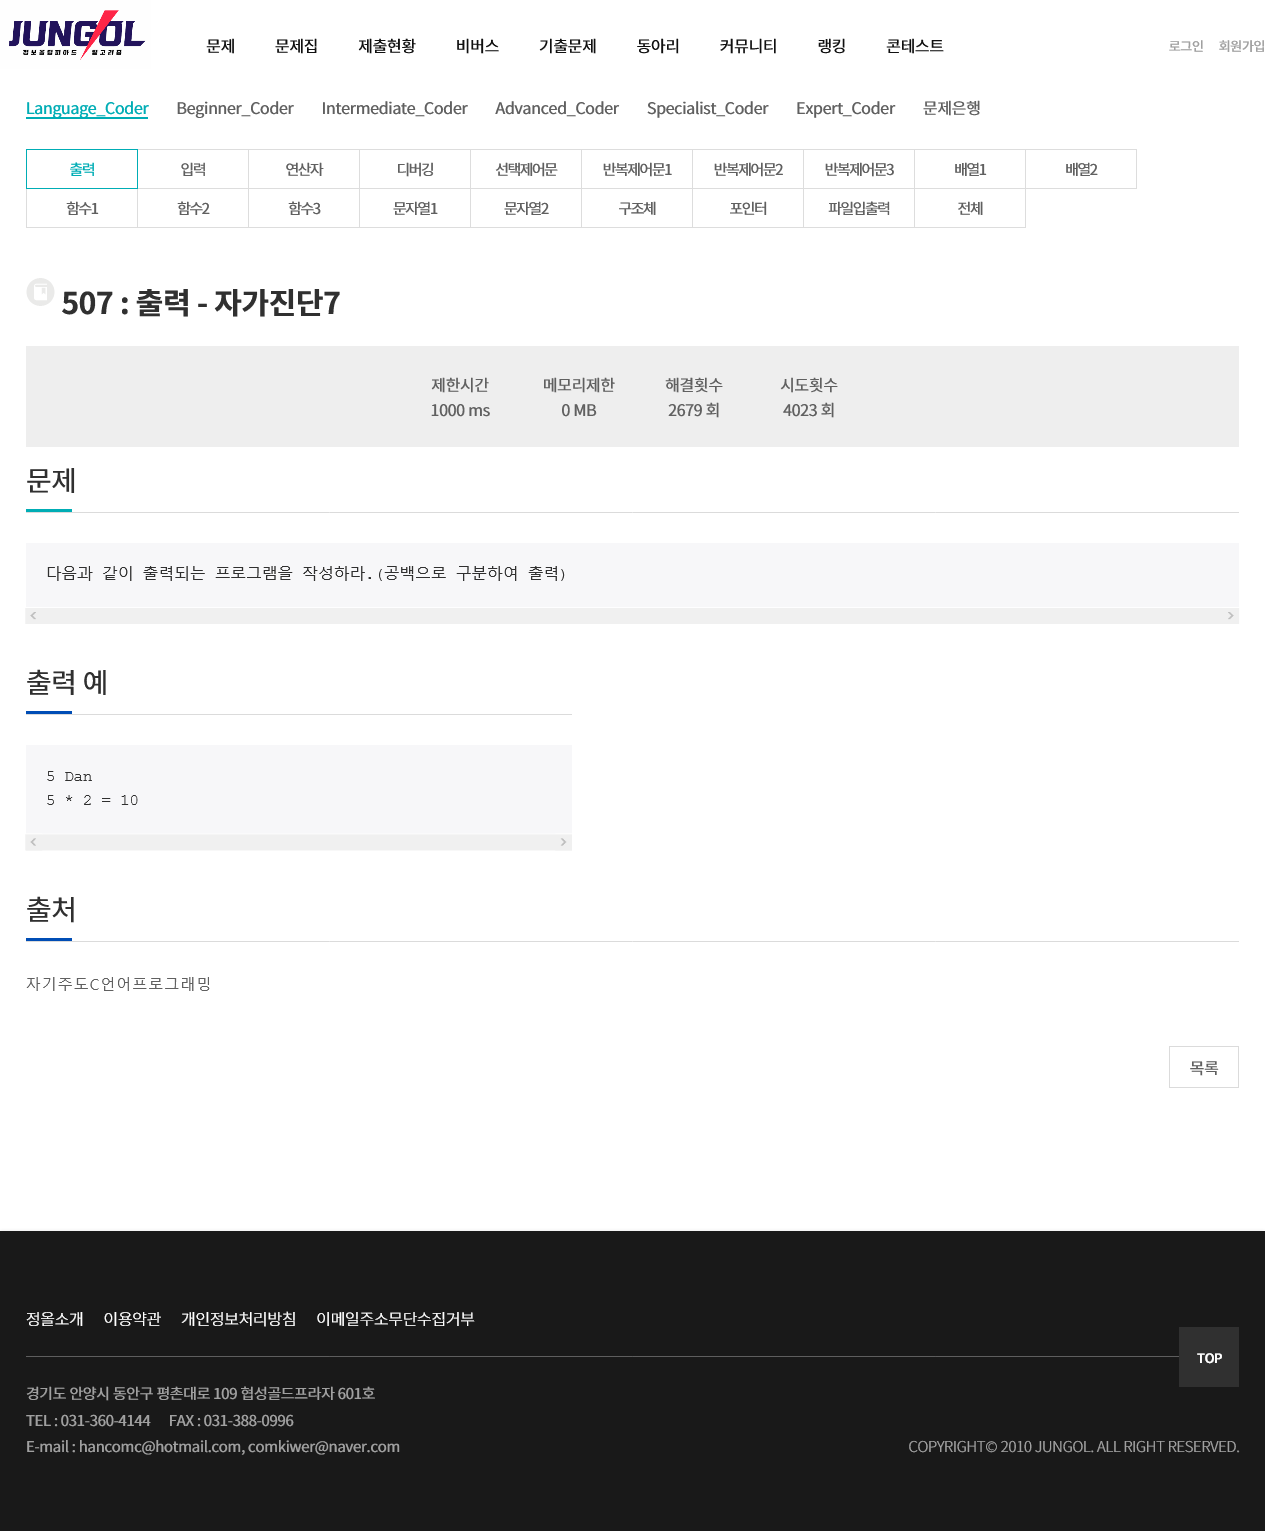 JUNGOL
정보올림피아드 알고리즘
문제 문제집 제출현황 비버스 기출문제 동아리 커뮤니티 랭킹 콘테스트 로그인 회원가입
Language_Coder Beginner_Coder Intermediate_Coder Advanced_Coder Specialist_Coder Expert_Coder 문제은행
출력 입력 연산자 디버깅 선택제어문 반복제어문1 반복제어문2 반복제어문3 배열1 배열2
함수1 함수2 함수3 문자열1 문자열2 구조체 포인터 파일입출력 전체
507 : 출력 - 자가진단7
제한시간 메모리제한 해결횟수 시도횟수
1000 ms 0 MB 2679 회 4023 회
문제
다음과 같이 출력되는 프로그램을 작성하라.(공백으로 구분하여 출력)
출력 예
5 Dan
5 * 2 = 10
출처
자기주도C언어프로그래밍
목록
정올소개 이용약관 개인정보처리방침 이메일주소무단수집거부
TOP
경기도 안양시 동안구 평촌대로 109 협성골드프라자 601호
TEL : 031-360-4144 FAX : 031-388-0996
E-mail : hancomc@hotmail.com, comkiwer@naver.com COPYRIGHT© 2010 JUNGOL. ALL RIGHT RESERVED.